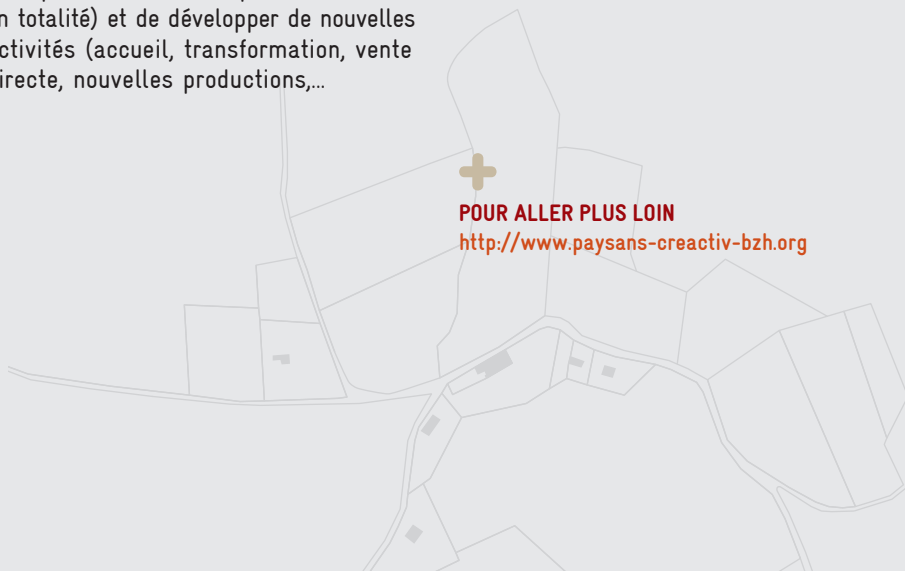 n totalité) et de développer de nouvelles
ctivités (accueil, transformation, vente
irecte, nouvelles productions,...
POUR ALLER PLUS LOIN
http://www.paysans-creactiv-bzh.org